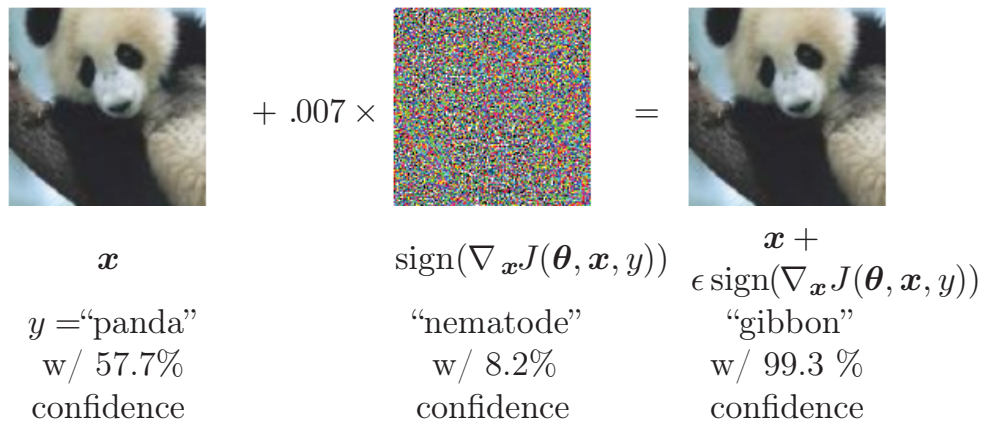 + .007 × =
x sign(∇ₓJ(θ, x, y)) x +
ϵ sign(∇ₓJ(θ, x, y))
y =“panda” “nematode” “gibbon”
w/ 57.7% w/ 8.2% w/ 99.3 %
confidence confidence confidence